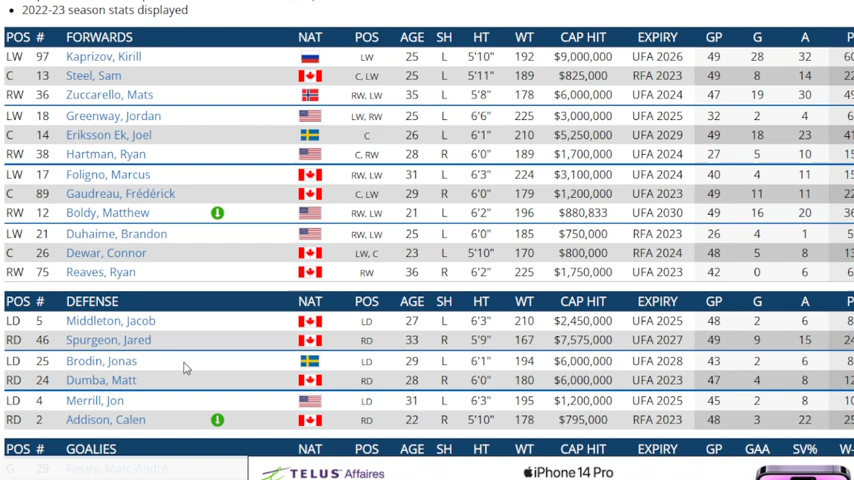 2022-23 season stats displayed
POS # FORWARDS NAT POS AGE SH HT WT CAP HIT EXPIRY GP G A P
LW 97 Kaprizov, Kirill LW 25 L 5'10" 192 $9,000,000 UFA 2026 49 28 32 60
C 13 Steel, Sam C, LW 25 L 5'11" 189 $825,000 RFA 2023 49 8 14 22
RW 36 Zuccarello, Mats RW, LW 35 L 5'8" 178 $6,000,000 UFA 2024 47 19 30 49
LW 18 Greenway, Jordan RW, LW 25 L 6'6" 225 $3,000,000 UFA 2025 32 2 4 6
C 14 Eriksson Ek, Joel C 26 L 6'1" 210 $5,250,000 UFA 2029 49 18 23 41
RW 38 Hartman, Ryan C, RW 28 R 6'0" 189 $1,700,000 UFA 2024 27 5 10 15
LW 17 Foligno, Marcus RW, LW 31 L 6'3" 224 $3,100,000 UFA 2024 40 4 11 15
C 89 Gaudreau, Frédérick C, LW 29 R 6'0" 179 $1,200,000 UFA 2023 49 11 11 22
RW 12 Boldy, Matthew RW, LW 21 L 6'2" 196 $880,833 UFA 2030 49 16 20 36
LW 21 Duhaime, Brandon RW, LW 25 L 6'0" 185 $750,000 RFA 2023 26 4 1 5
C 26 Dewar, Connor LW, C 23 L 5'10" 170 $800,000 RFA 2024 48 5 8 13
RW 75 Reaves, Ryan RW 36 R 6'2" 225 $1,750,000 UFA 2023 42 0 6 6
POS # DEFENSE NAT POS AGE SH HT WT CAP HIT EXPIRY GP G A P
LD 5 Middleton, Jacob LD 27 L 6'3" 210 $2,450,000 UFA 2025 48 2 6 8
RD 46 Spurgeon, Jared RD 33 R 5'9" 167 $7,575,000 UFA 2027 49 9 15 24
LD 25 Brodin, Jonas LD 29 L 6'1" 194 $6,000,000 UFA 2028 43 2 6 8
RD 24 Dumba, Matt RD 28 R 6'0" 180 $6,000,000 UFA 2023 47 4 8 12
LD 4 Merrill, Jon LD 31 L 6'3" 195 $1,200,000 UFA 2025 45 2 8 10
RD 2 Addison, Calen RD 22 R 5'10" 178 $795,000 RFA 2023 48 3 22 25
POS # GOALIES NAT POS AGE SH HT WT CAP HIT EXPIRY GP GAA SV% W-
G 29 Fleury, Marc-André
TELUS Affaires
iPhone 14 Pro